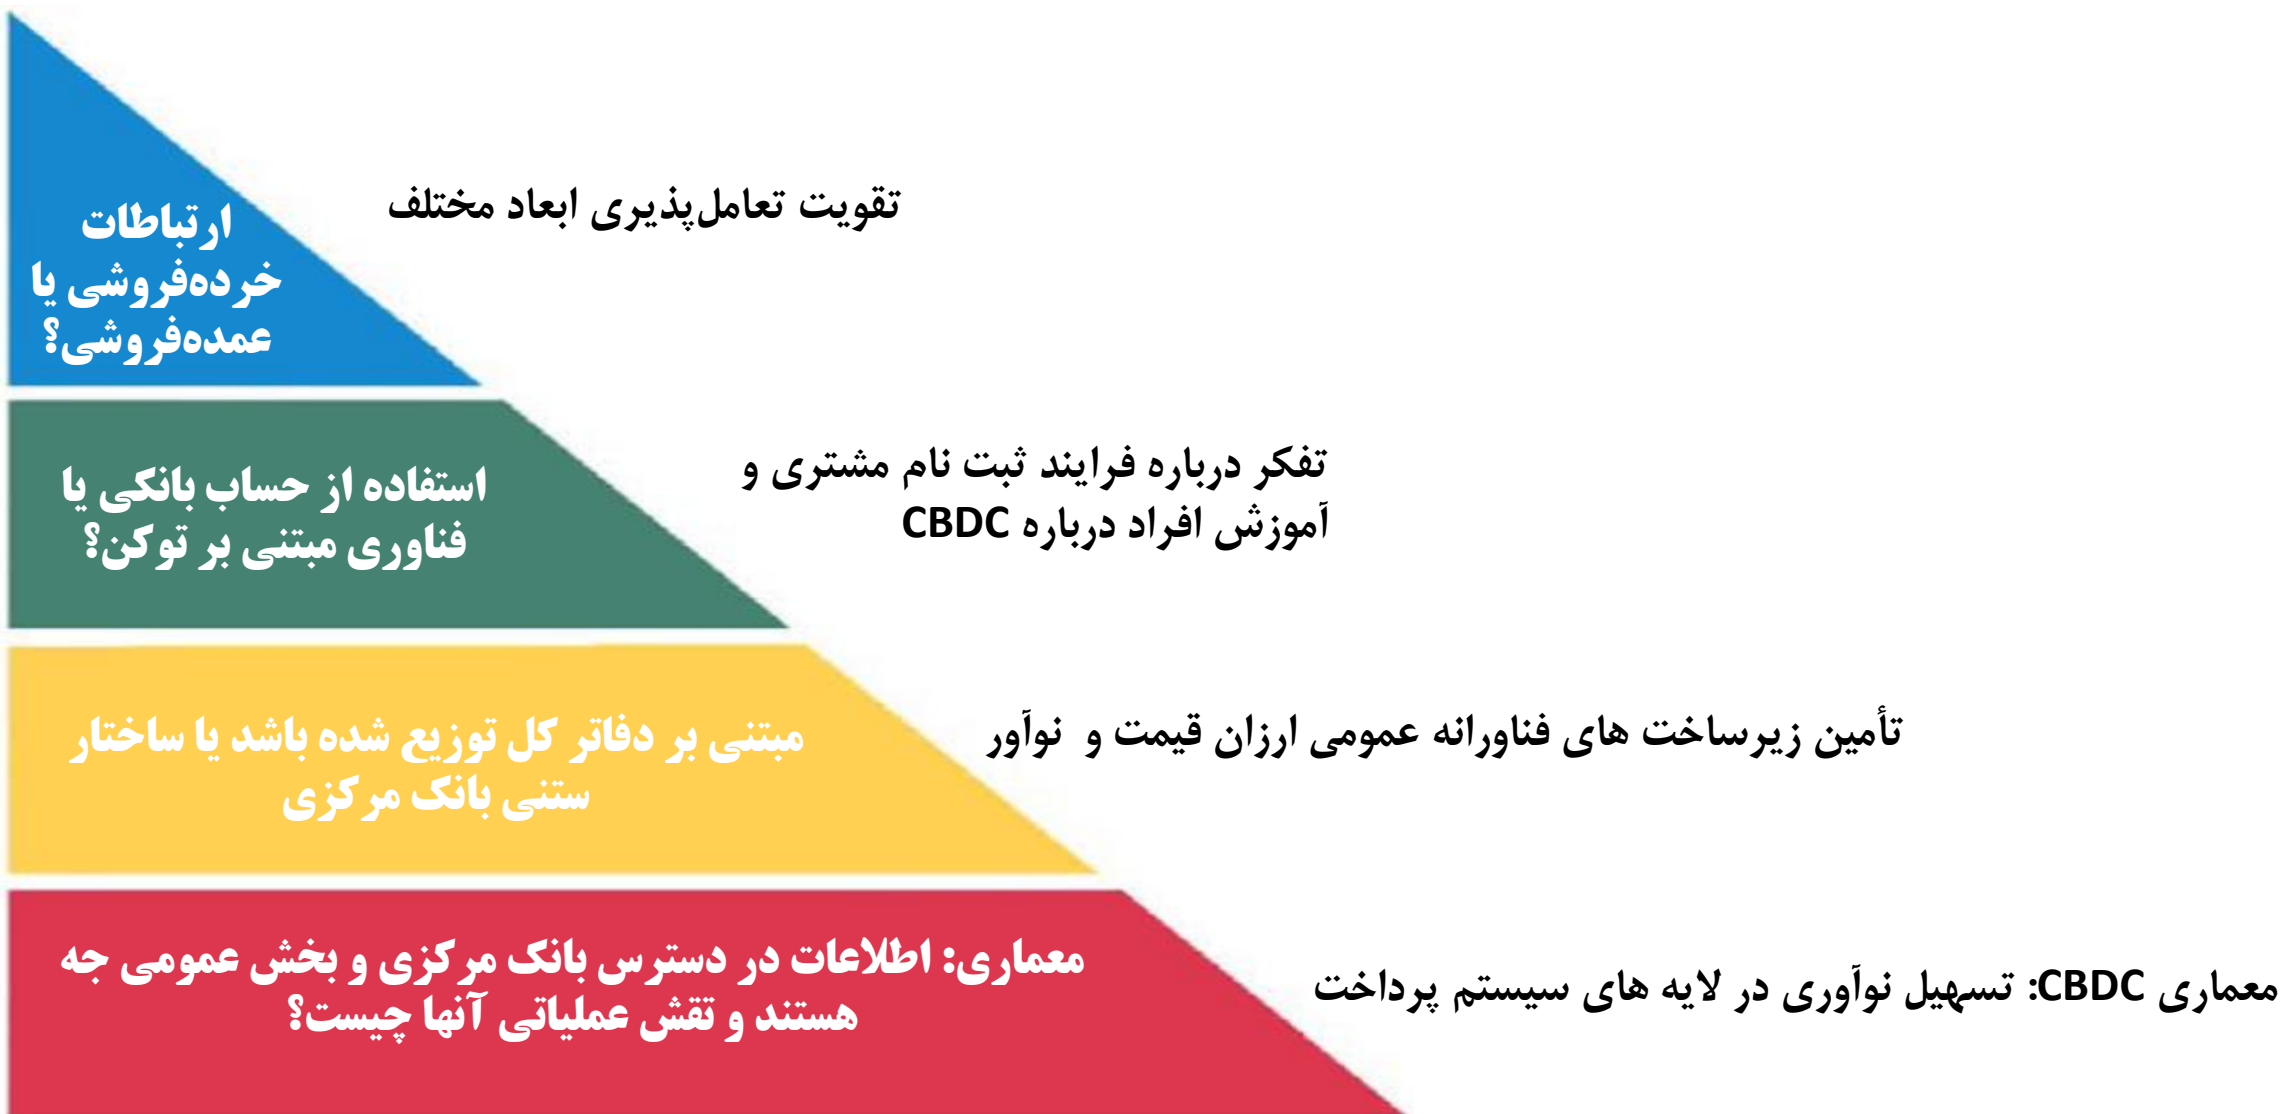 ارتباطات
خرده‌فروشی یا
عمده‌فروشی؟
تقویت تعامل‌پذیری ابعاد مختلف
استفاده از حساب بانکی یا
فناوری مبتنی بر توکن؟
تفکر درباره فرایند ثبت نام مشتری و
آموزش افراد درباره CBDC
مبتنی بر دفاتر کل توزیع شده باشد یا ساختار
ستنی بانک مرکزی
تأمین زیرساخت های فناورانه عمومی ارزان قیمت و نوآور
معماری: اطلاعات در دسترس بانک مرکزی و بخش عمومی جه
هستند و تقش عملیاتی آنها چیست؟
معماری CBDC: تسهیل نوآوری در لایه های سیستم پرداخت